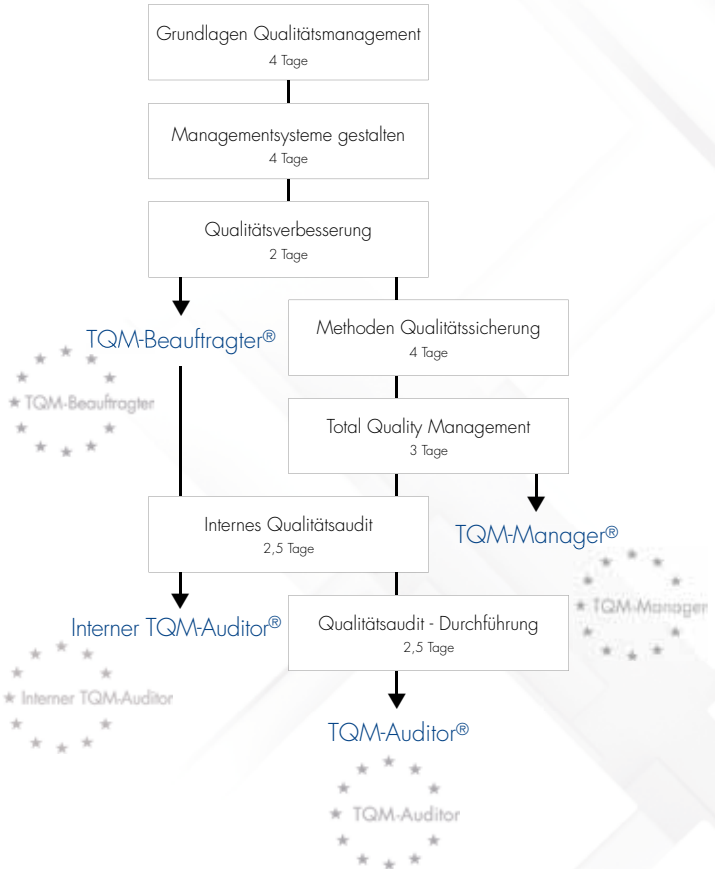 Grundlagen Qualitätsmanagement
4 Tage
Managementsysteme gestalten
4 Tage
Qualitätsverbesserung
2 Tage
TQM-Beauftragter®
TQM-Beauftragter
Methoden Qualitätssicherung
4 Tage
Total Quality Management
3 Tage
Internes Qualitätsaudit
2,5 Tage
TQM-Manager®
TQM-Manager
Interner TQM-Auditor®
Interner TQM-Auditor
Qualitätsaudit - Durchführung
2,5 Tage
TQM-Auditor®
TQM-Auditor